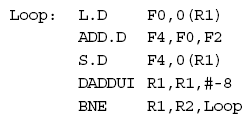 Loop: L.D F0,0(R1)
ADD.D F4,F0,F2
S.D F4,0(R1)
DADDUI R1,R1,#-8
BNE R1,R2,Loop